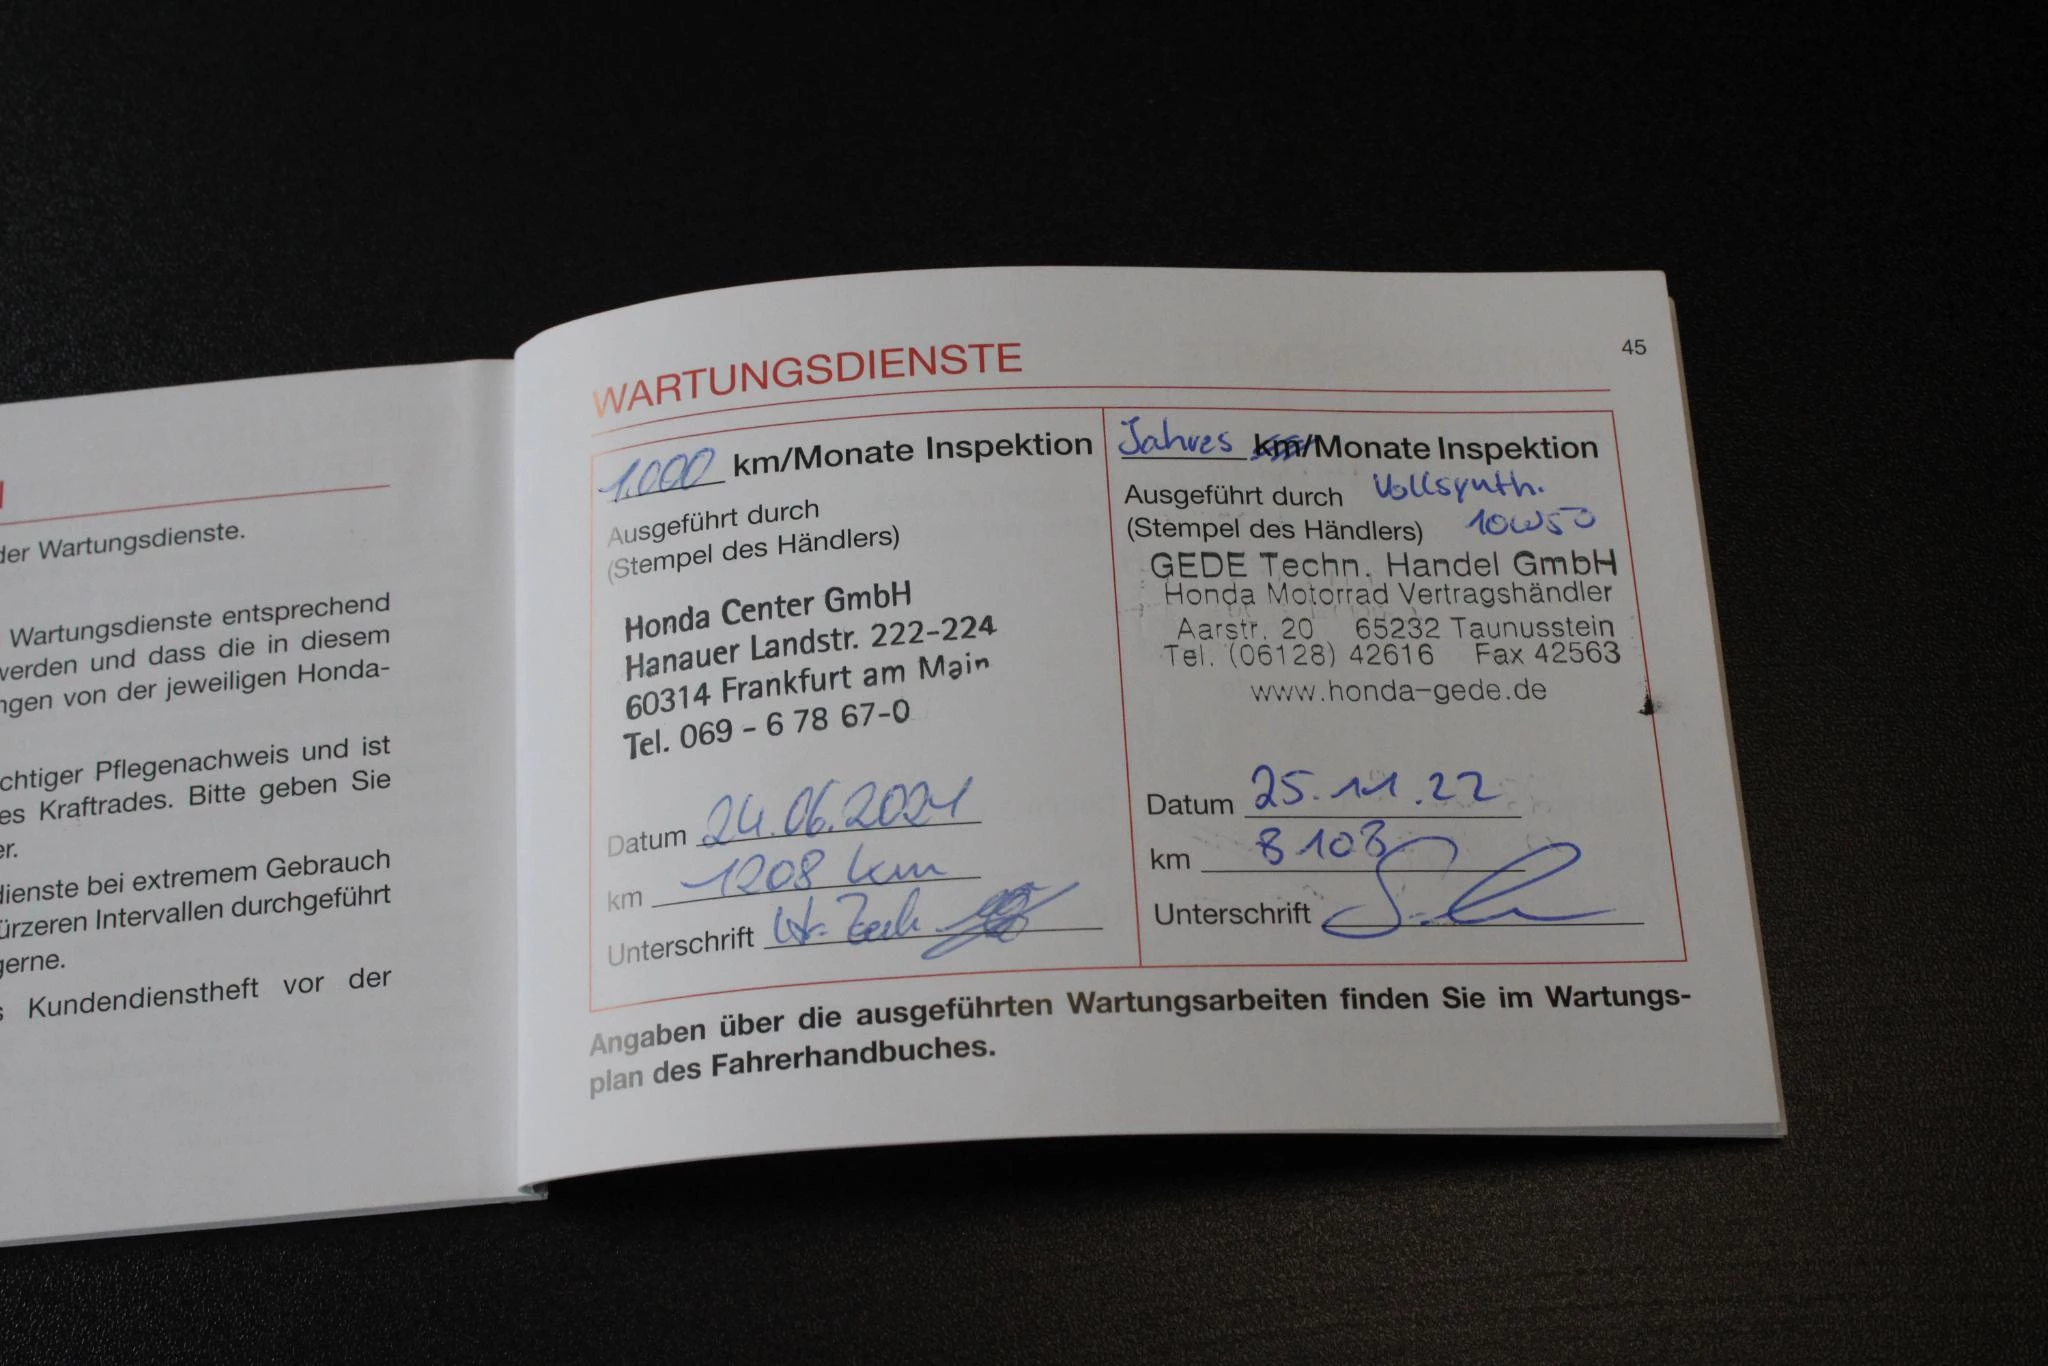 der Wartungsdienste.
Wartungsdienste entsprechend
werden und dass die in diesem
ngen von der jeweiligen Honda-
chtiger Pflegenachweis und ist
es Kraftrades. Bitte geben Sie
er.
dienste bei extremem Gebrauch
ürzeren Intervallen durchgeführt
gerne.
s Kundendienstheft vor der
45
WARTUNGSDIENSTE
1.000 km/Monate Inspektion
Ausgeführt durch
(Stempel des Händlers)
Honda Center GmbH
Hanauer Landstr. 222-224
60314 Frankfurt am Main
Tel. 069 - 6 78 67-0
Datum 24.06.2021
km 1208 km
Unterschrift
Jahres km/Monate Inspektion
Ausgeführt durch Vollsynth.
(Stempel des Händlers) 10W50
GEDE Techn. Handel GmbH
Honda Motorrad Vertragshändler
Aarstr. 20 65232 Taunusstein
Tel. (06128) 42616 Fax 42563
www.honda-gede.de
Datum 25.11.22
km 8103
Unterschrift
Angaben über die ausgeführten Wartungsarbeiten finden Sie im Wartungs-
plan des Fahrerhandbuches.